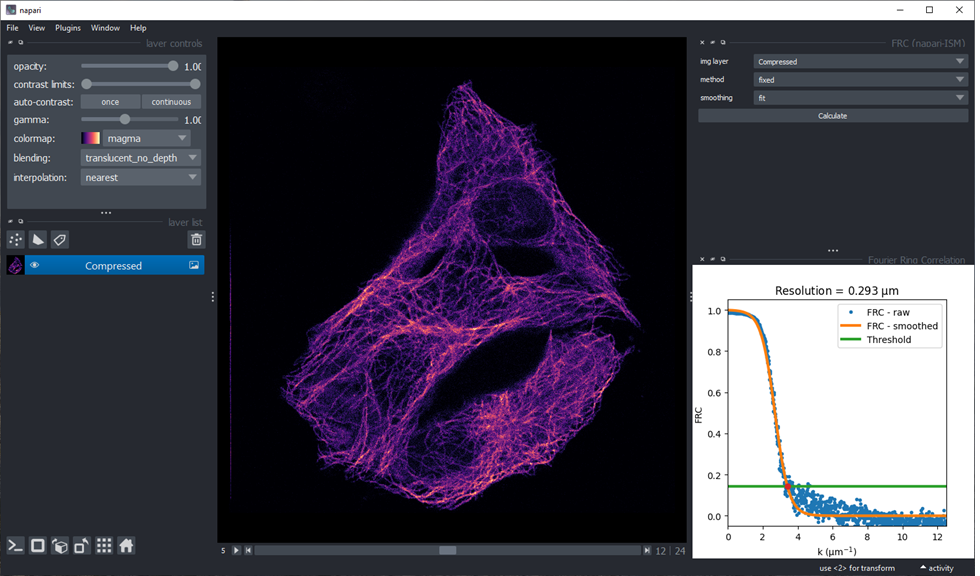 napari
File View Plugins Window Help
layer controls
opacity: 1.00
contrast limits:
auto-contrast: once continuous
gamma: 1.00
colormap: magma
blending: translucent_no_depth
interpolation: nearest
layer list
Compressed
5 12 24
FRC (napari-ISM)
img layer Compressed
method fixed
smoothing fit
Calculate
Fourier Ring Correlation
Resolution = 0.293 μm
FRC - raw
FRC - smoothed
Threshold
1.0
0.8
0.6
0.4
0.2
0.0
FRC
0 2 4 6 8 10 12
k (μm⁻¹)
use <2> for transform activity